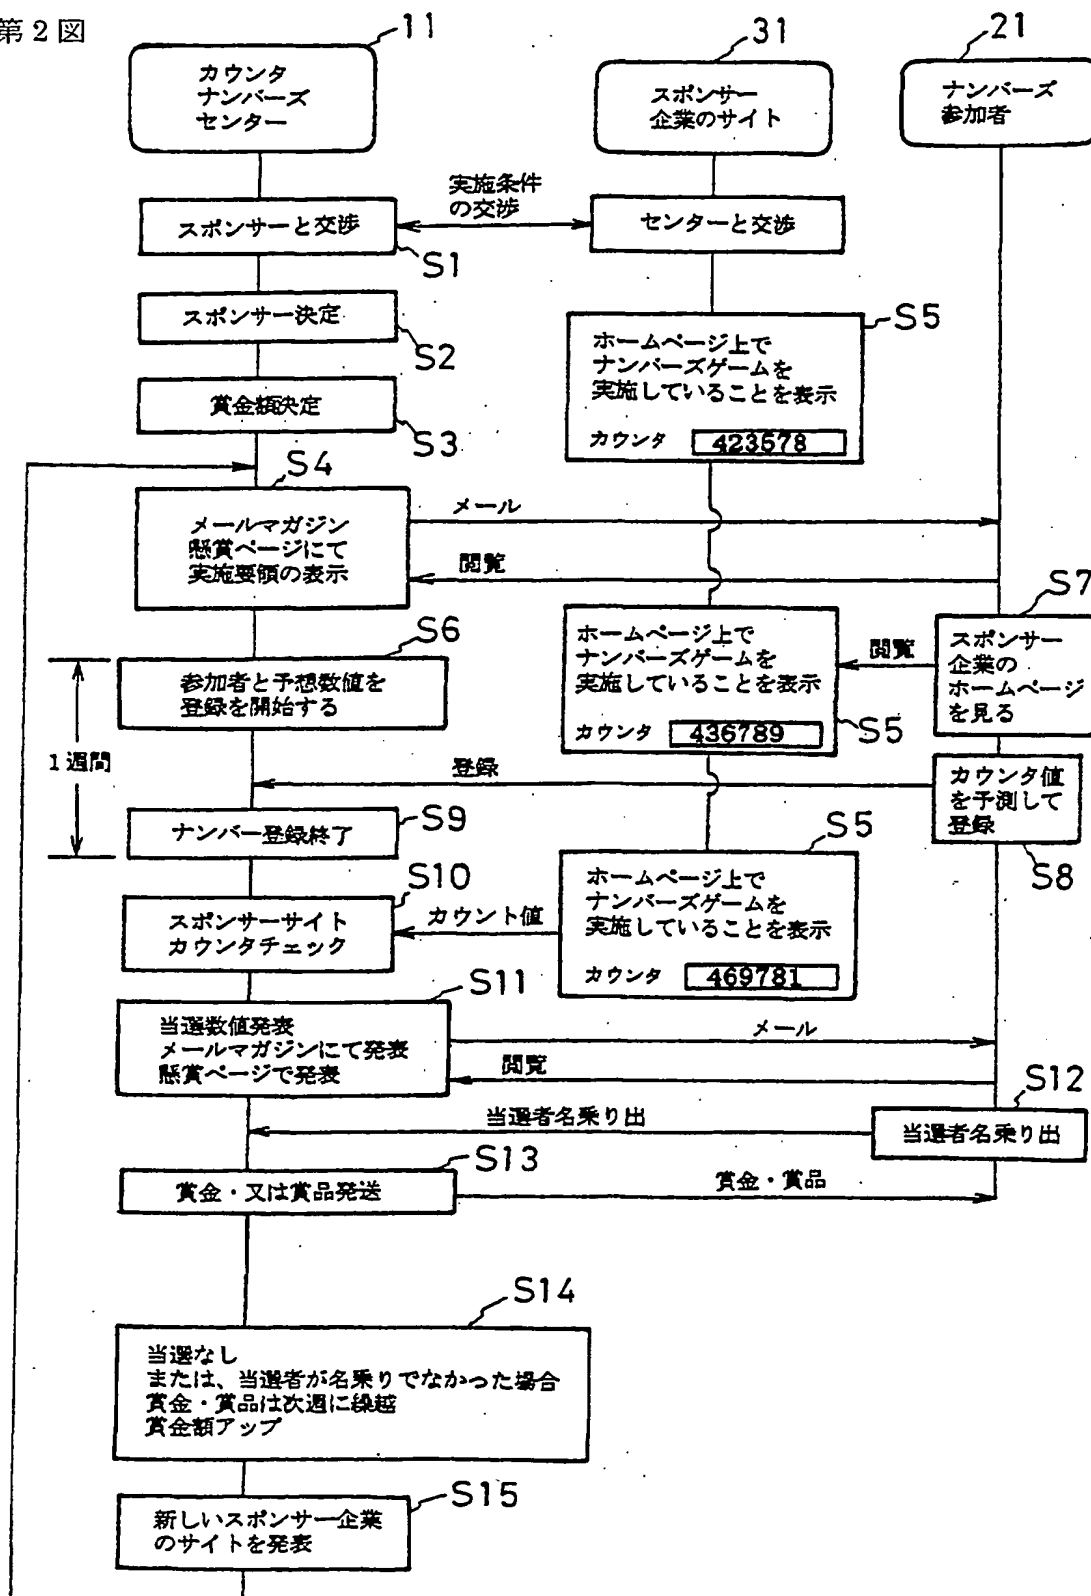 第2図
11
カウンタ
ナンバーズ
センター
31
スポンサー
企業のサイト
21
ナンバーズ
参加者
実施条件
の交渉
スポンサーと交渉
S1
センターと交渉
スポンサー決定
S2
賞金額決定
S3
S5
ホームページ上で
ナンバーズゲームを
実施していることを表示
カウンタ 423578
S4
メールマガジン
懸賞ページにて
実施要領の表示
メール
閲覧
S7
スポンサー
企業の
ホームページ
を見る
S6
参加者と予想数値を
登録を開始する
1週間
ホームページ上で
ナンバーズゲームを
実施していることを表示
カウンタ 436789
S5
閲覧
登録
カウンタ値
を予測して
登録
S8
ナンバー登録終了
S9
S10
スポンサーサイト
カウンタチェック
カウント値
S5
ホームページ上で
ナンバーズゲームを
実施していることを表示
カウンタ 469781
S11
当選数値発表
メールマガジンにて発表
懸賞ページで発表
メール
閲覧
S12
当選者名乗り出
当選者名乗り出
S13
賞金・又は賞品発送
賞金・賞品
S14
当選なし
または、当選者が名乗りでなかった場合
賞金・賞品は次週に繰越
賞金額アップ
S15
新しいスポンサー企業
のサイトを発表